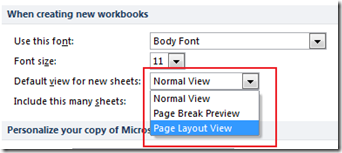 When creating new workbooks
Use this font: Body Font
Font size: 11
Default view for new sheets: Normal View
Include this many sheets: Normal View
Page Break Preview
Personalize your copy of Micros Page Layout View